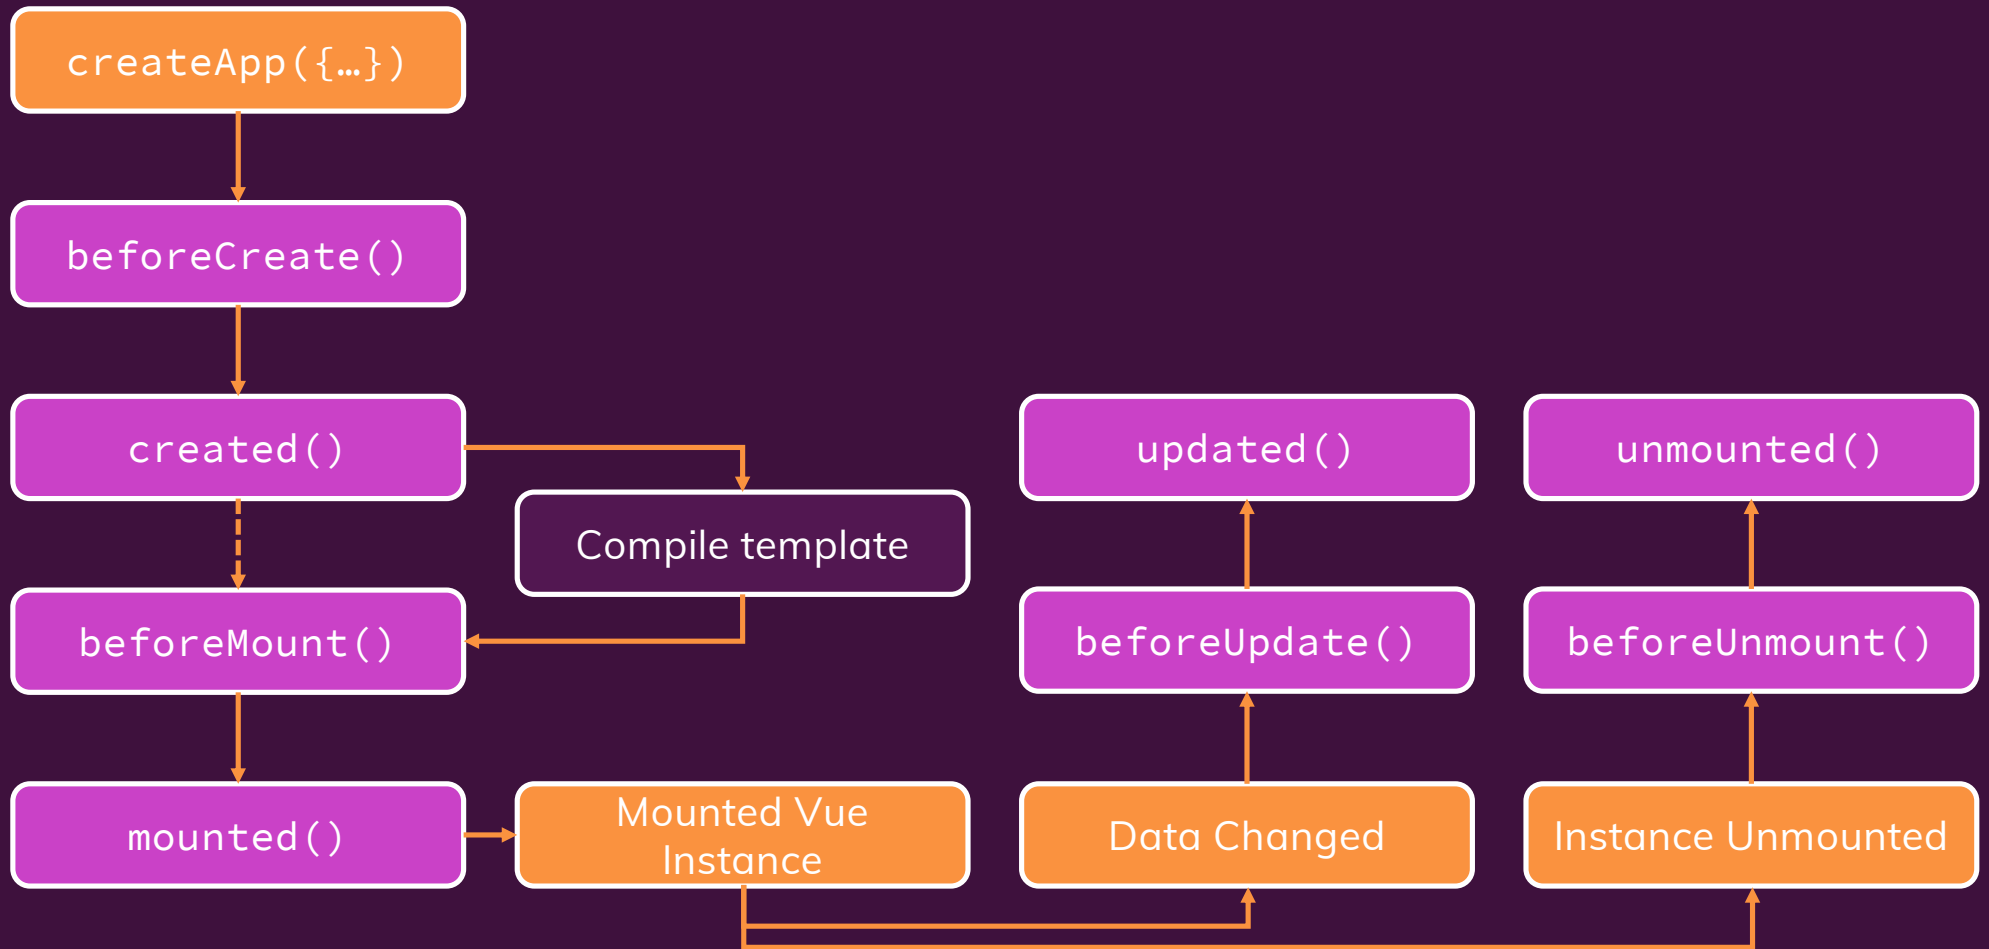 createApp({…})
beforeCreate()
created()
updated()
unmounted()
Compile template
beforeMount()
beforeUpdate()
beforeUnmount()
mounted()
Mounted Vue
Instance
Data Changed
Instance Unmounted